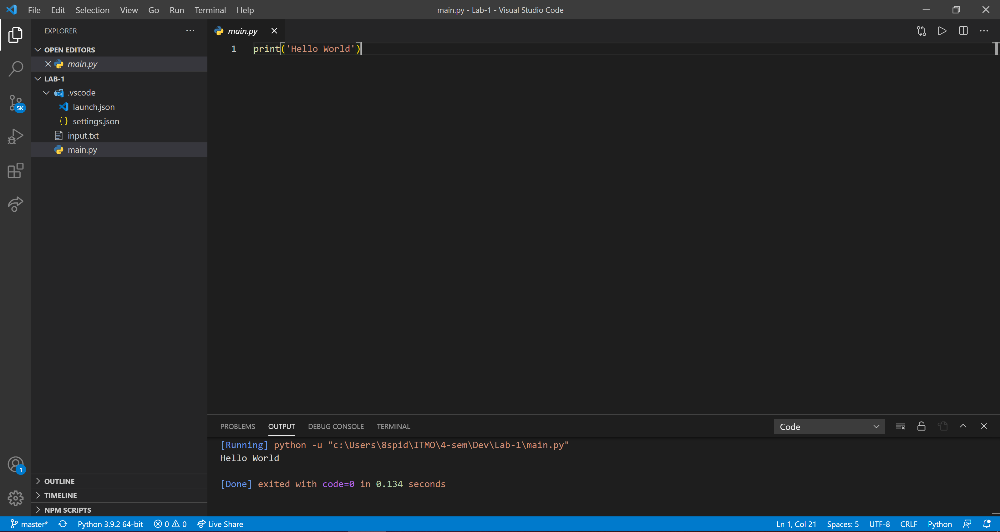 File Edit Selection View Go Run Terminal Help main.py - Lab-1 - Visual Studio Code
EXPLORER
OPEN EDITORS
main.py
LAB-1
.vscode
launch.json
settings.json
input.txt
main.py
5K
1
OUTLINE
TIMELINE
NPM SCRIPTS
main.py
1 print('Hello World')
PROBLEMS OUTPUT DEBUG CONSOLE TERMINAL Code
[Running] python -u "c:\Users\8spid\ITMO\4-sem\Dev\Lab-1\main.py"
Hello World
[Done] exited with code=0 in 0.134 seconds
master* Python 3.9.2 64-bit 0 0 Live Share Ln 1, Col 21 Spaces: 5 UTF-8 CRLF Python